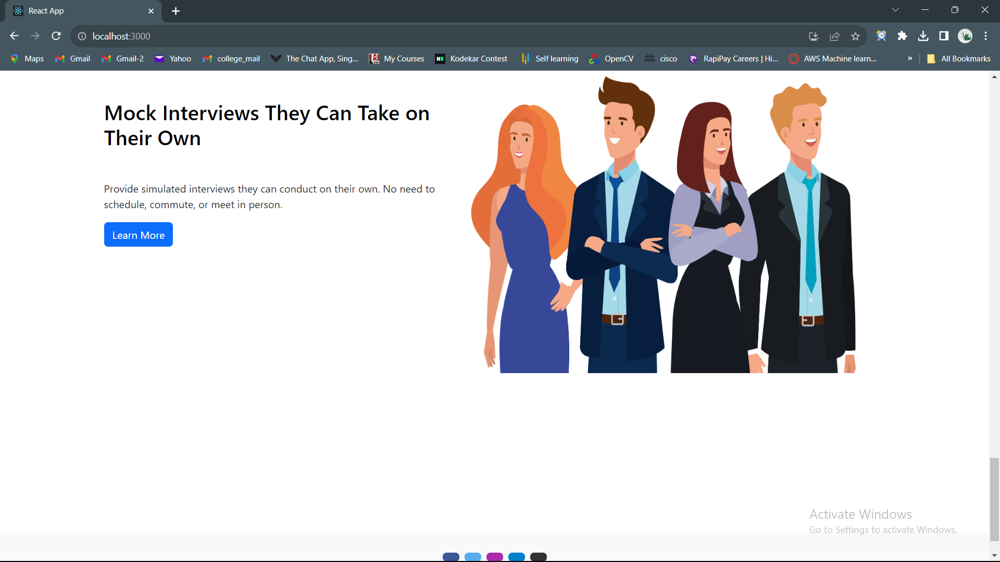 React App
localhost:3000
Maps
Gmail
Gmail-2
Yahoo
college_mail
The Chat App, Sing...
My Courses
Kodekar Contest
Self learning
OpenCV
cisco
RapiPay Careers | Hi...
AWS Machine learn...
»
All Bookmarks
Mock Interviews They Can Take on
Their Own
Provide simulated interviews they can conduct on their own. No need to
schedule, commute, or meet in person.
Learn More
Activate Windows
Go to Settings to activate Windows.